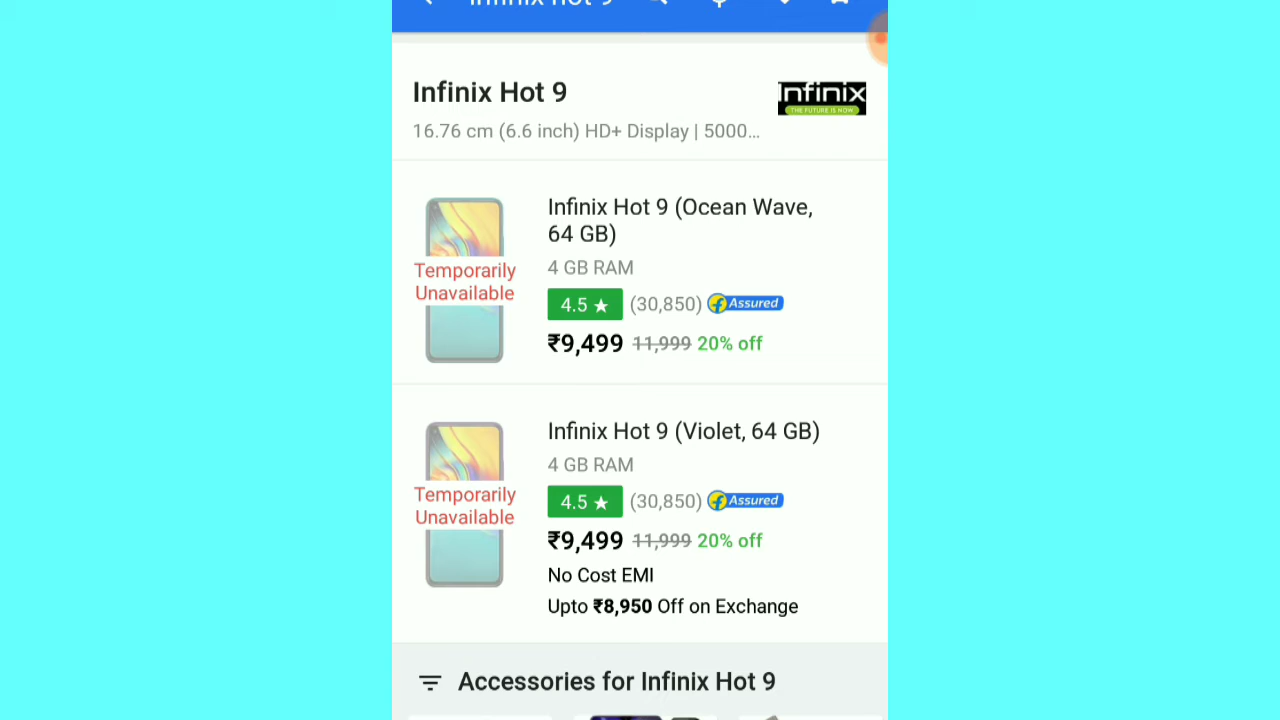 Infinix hot 9
Infinix Hot 9
Infinix
THE FUTURE IS NOW
16.76 cm (6.6 inch) HD+ Display | 5000...
Infinix Hot 9 (Ocean Wave,
64 GB)
4 GB RAM
Temporarily
Unavailable
4.5 ★ (30,850) f Assured
₹9,499 11,999 20% off
Infinix Hot 9 (Violet, 64 GB)
4 GB RAM
Temporarily
Unavailable
4.5 ★ (30,850) f Assured
₹9,499 11,999 20% off
No Cost EMI
Upto ₹8,950 Off on Exchange
Accessories for Infinix Hot 9